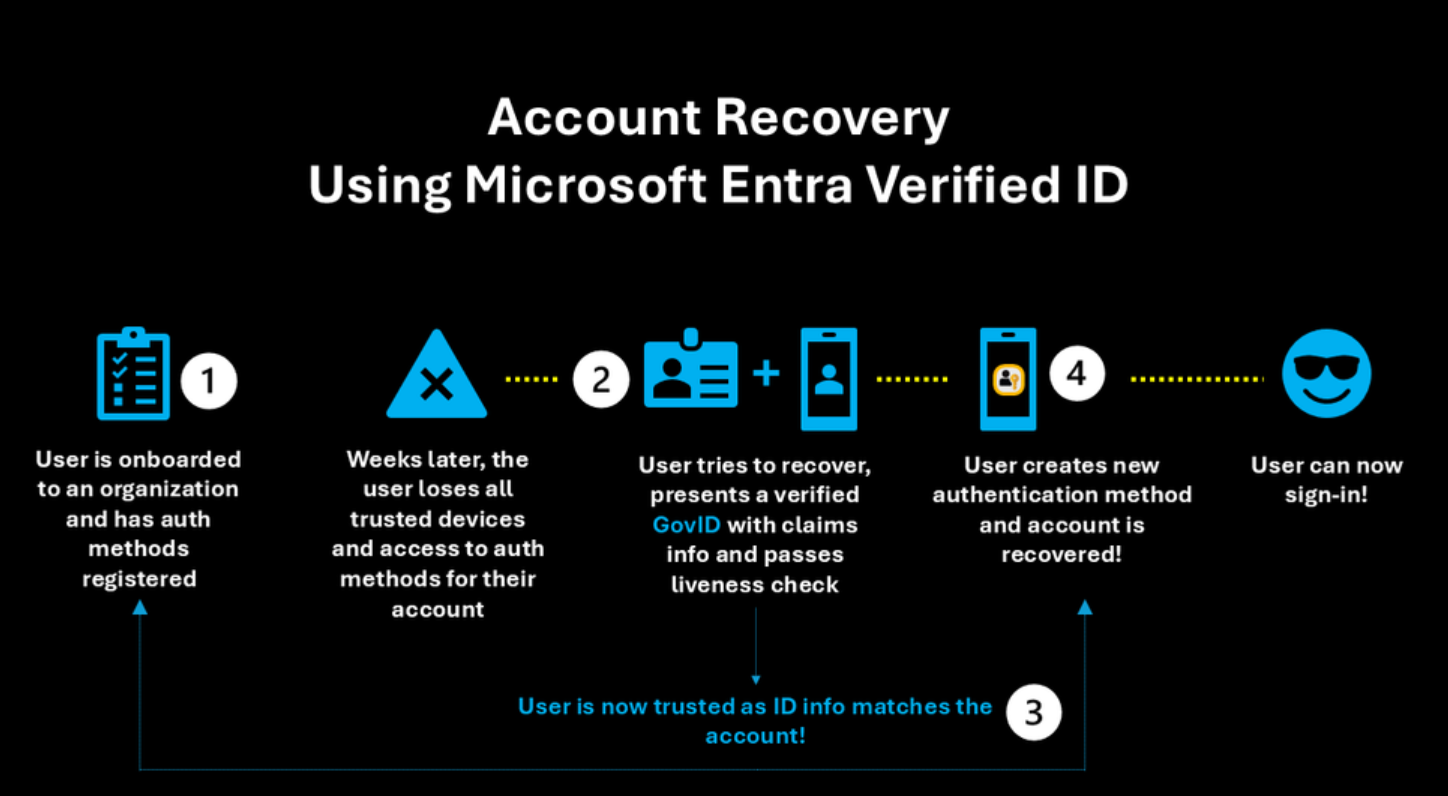 Account Recovery
Using Microsoft Entra Verified ID
1
User is onboarded
to an organization
and has auth
methods
registered
Weeks later, the
user loses all
trusted devices
and access to auth
methods for their
account
2
User tries to recover,
presents a verified
GovID with claims
info and passes
liveness check
4
User creates new
authentication method
and account is
recovered!
User can now
sign-in!
User is now trusted as ID info matches the
account!
3